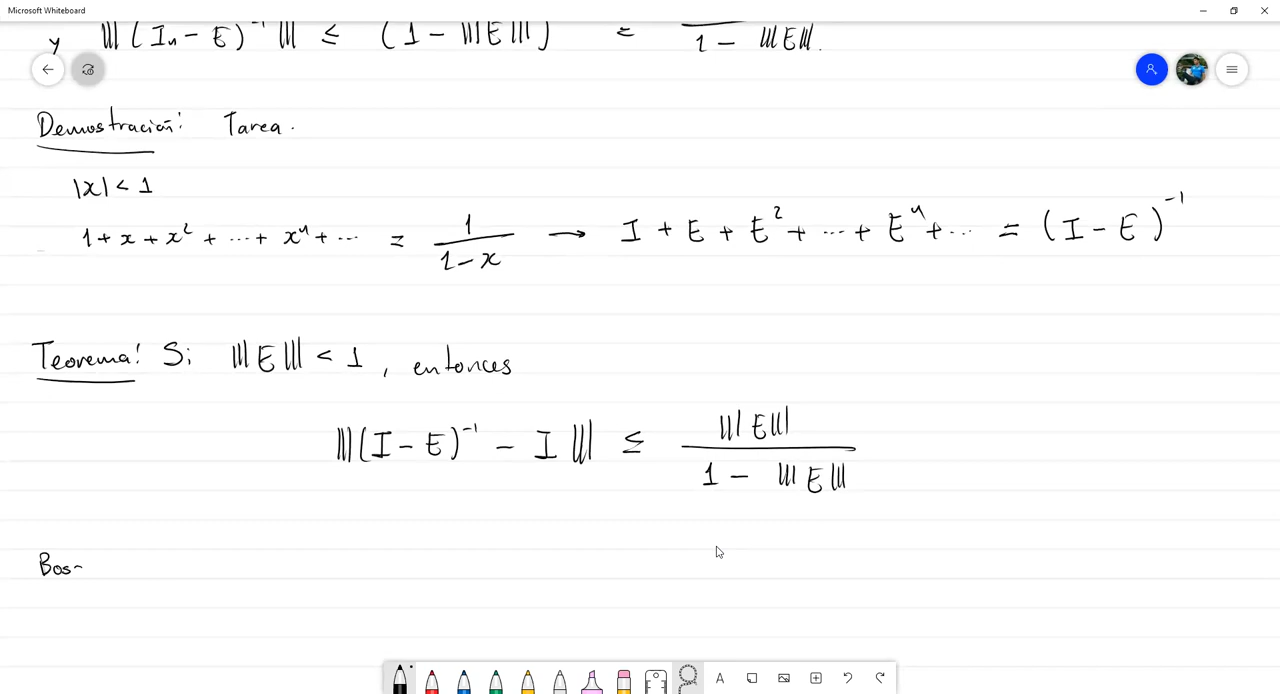 Microsoft Whiteboard
y |||(Iₙ - E)⁻¹||| ≤ (1 - |||E|||) = 1 - |||E|||.
Demostración: Tarea.
|x| < 1
1 + x + x² + ... + xⁿ + ... = 1/(1 - x) → I + E + E² + ... + Eⁿ + ... = (I - E)⁻¹
Teorema: Si |||E||| < 1, entonces
|||(I - E)⁻¹ - I||| ≤ |||E|||/(1 - |||E|||)
Bos